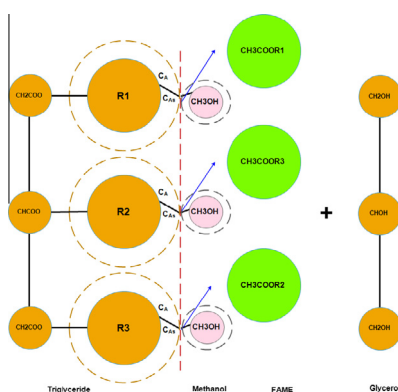 CH3COOR1
CH2COO
R1
CA
CAs
CH3OH
CH2OH
CH3COOR3
CHCOO
R2
CA
CAs
CH3OH
+
CHOH
CH3COOR2
CH2COO
R3
CA
CAs
CH3OH
CH2OH
Triglyceride Methanol FAME Glycero